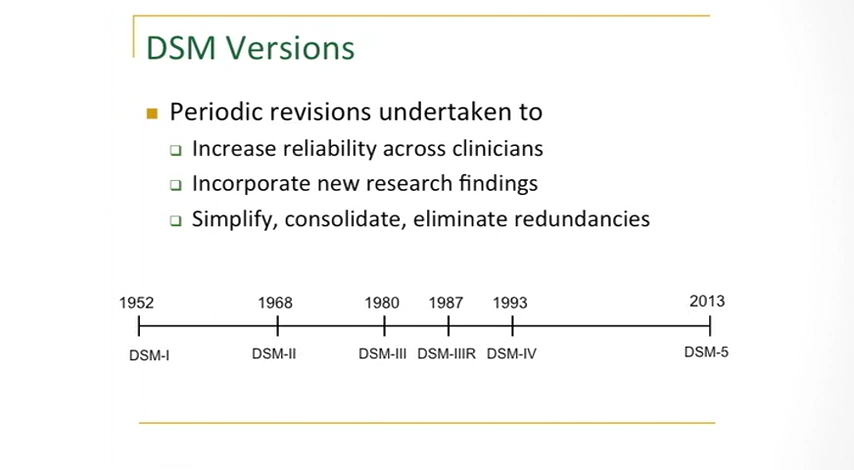 DSM Versions
Periodic revisions undertaken to
Increase reliability across clinicians
Incorporate new research findings
Simplify, consolidate, eliminate redundancies
1952 1968 1980 1987 1993 2013
DSM-I DSM-II DSM-III DSM-IIIR DSM-IV DSM-5